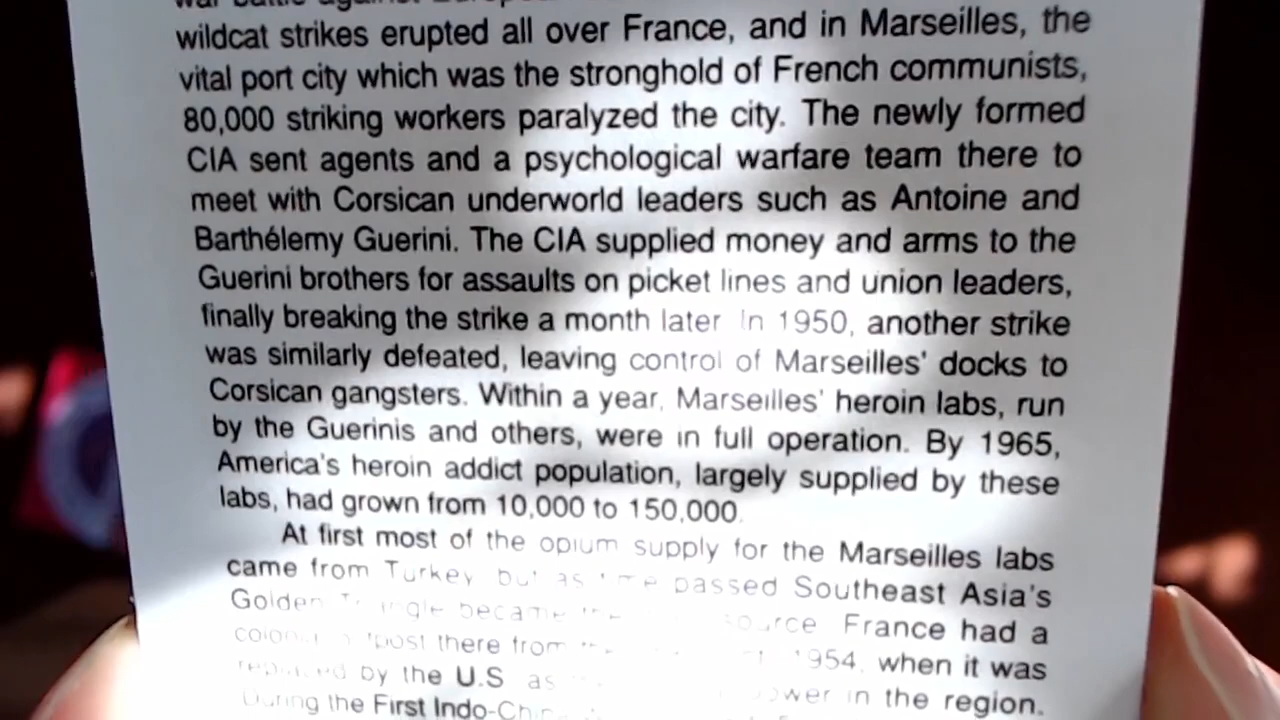 wildcat strikes erupted all over France, and in Marseilles, the
vital port city which was the stronghold of French communists,
80,000 striking workers paralyzed the city. The newly formed
CIA sent agents and a psychological warfare team there to
meet with Corsican underworld leaders such as Antoine and
Barthélemy Guerini. The CIA supplied money and arms to the
Guerini brothers for assaults on picket lines and union leaders,
finally breaking the strike a month later In 1950, another strike
was similarly defeated, leaving control of Marseilles' docks to
Corsican gangsters. Within a year, Marseilles' heroin labs, run
by the Guerinis and others, were in full operation. By 1965,
America's heroin addict population, largely supplied by these
labs, had grown from 10,000 to 150,000.
At first most of the opium supply for the Marseilles labs
came from Turkey but as passed Southeast Asia's
Golden became France had a
there from 1954, when it was
by the U.S as in the region.
During the First